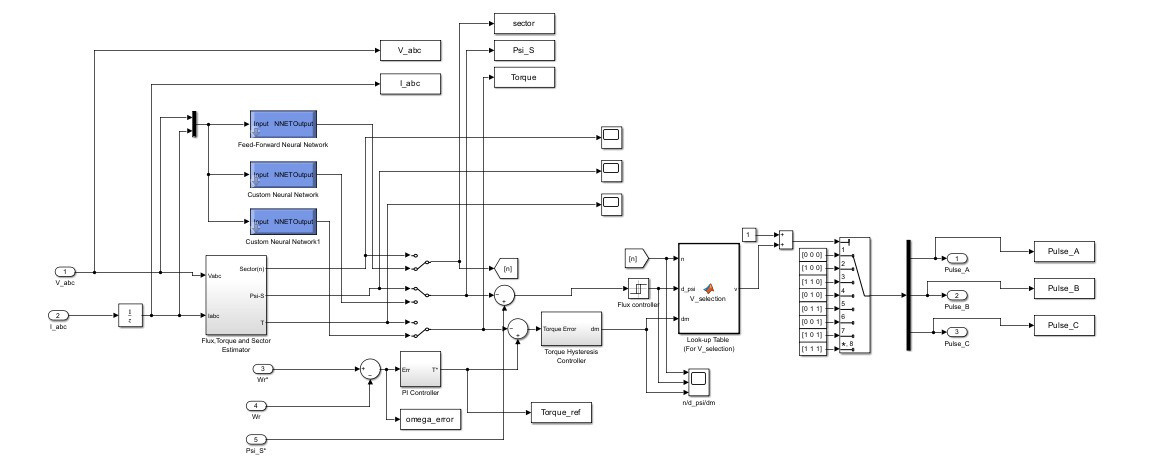 sector
V_abc
Psi_S
I_abc
Torque
Input NNETOutput
Feed-Forward Neural Network
Input NNETOutput
Custom Neural Network
Input NNETOutput
Custom Neural Network1
1
V_abc
2
I_abc
Vabc
Iabc
Sector(n)
Psi-S
T
Flux,Torque and Sector
Estimator
[n]
[n]
Flux controller
n
d_psi
dm
V_selection
v
Look-up Table
(For V_selection)
1
+
+
[0 0 0]
[1 0 0]
[1 1 0]
[0 1 0]
[0 1 1]
[0 0 1]
[1 0 1]
[1 1 1]
1
2
3
4
5
6
7
*, 8
Pulse_A
1
Pulse_A
Pulse_B
2
Pulse_B
Pulse_C
3
Pulse_C
Torque Error dm
Torque Hysteresis
Controller
3
Wr*
Err T*
PI Controller
4
Wr
omega_error
Torque_ref
n/d_psi/dm
5
Psi_S*